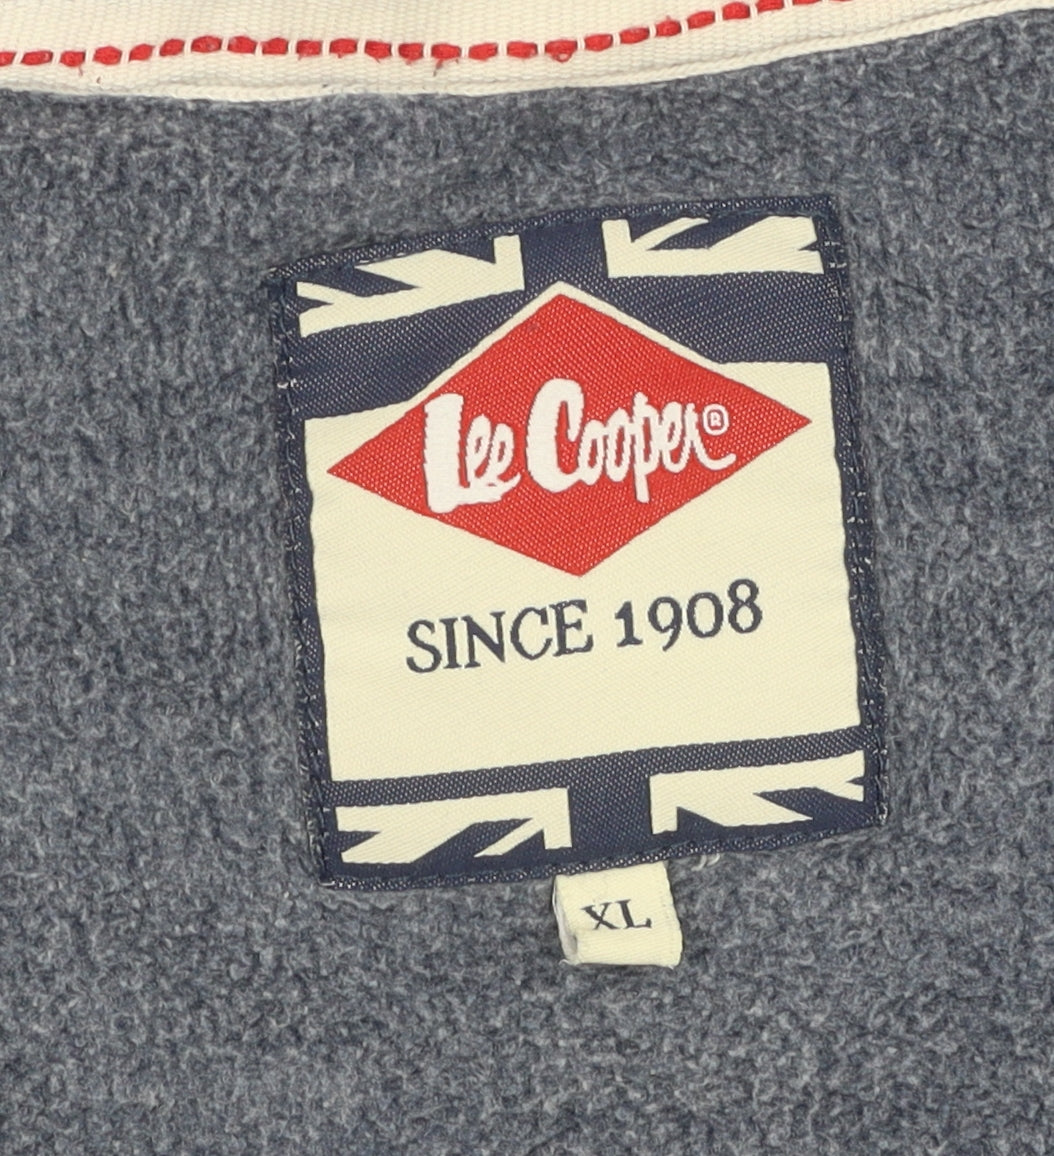 Lee Cooper®
SINCE 1908
XL